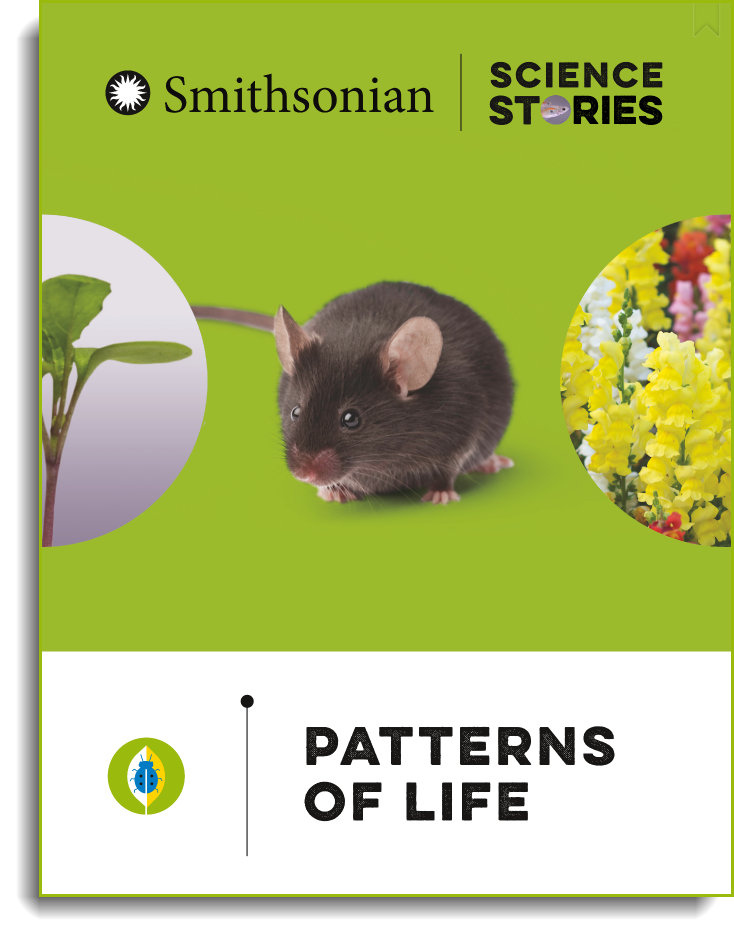 Smithsonian
SCIENCE
STORIES
PATTERNS
OF LIFE